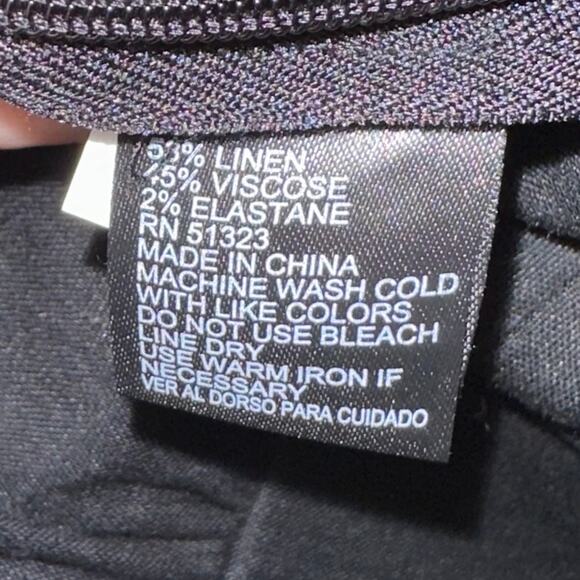 LINEN
VISCOSE
2% ELASTANE
RN 51323
MADE IN CHINA
MACHINE WASH COLD
WITH LIKE COLORS
DO NOT USE BLEACH
LINE DRY
USE WARM IRON IF
NECESSARY
VER AL DORSO PARA CUIDADO